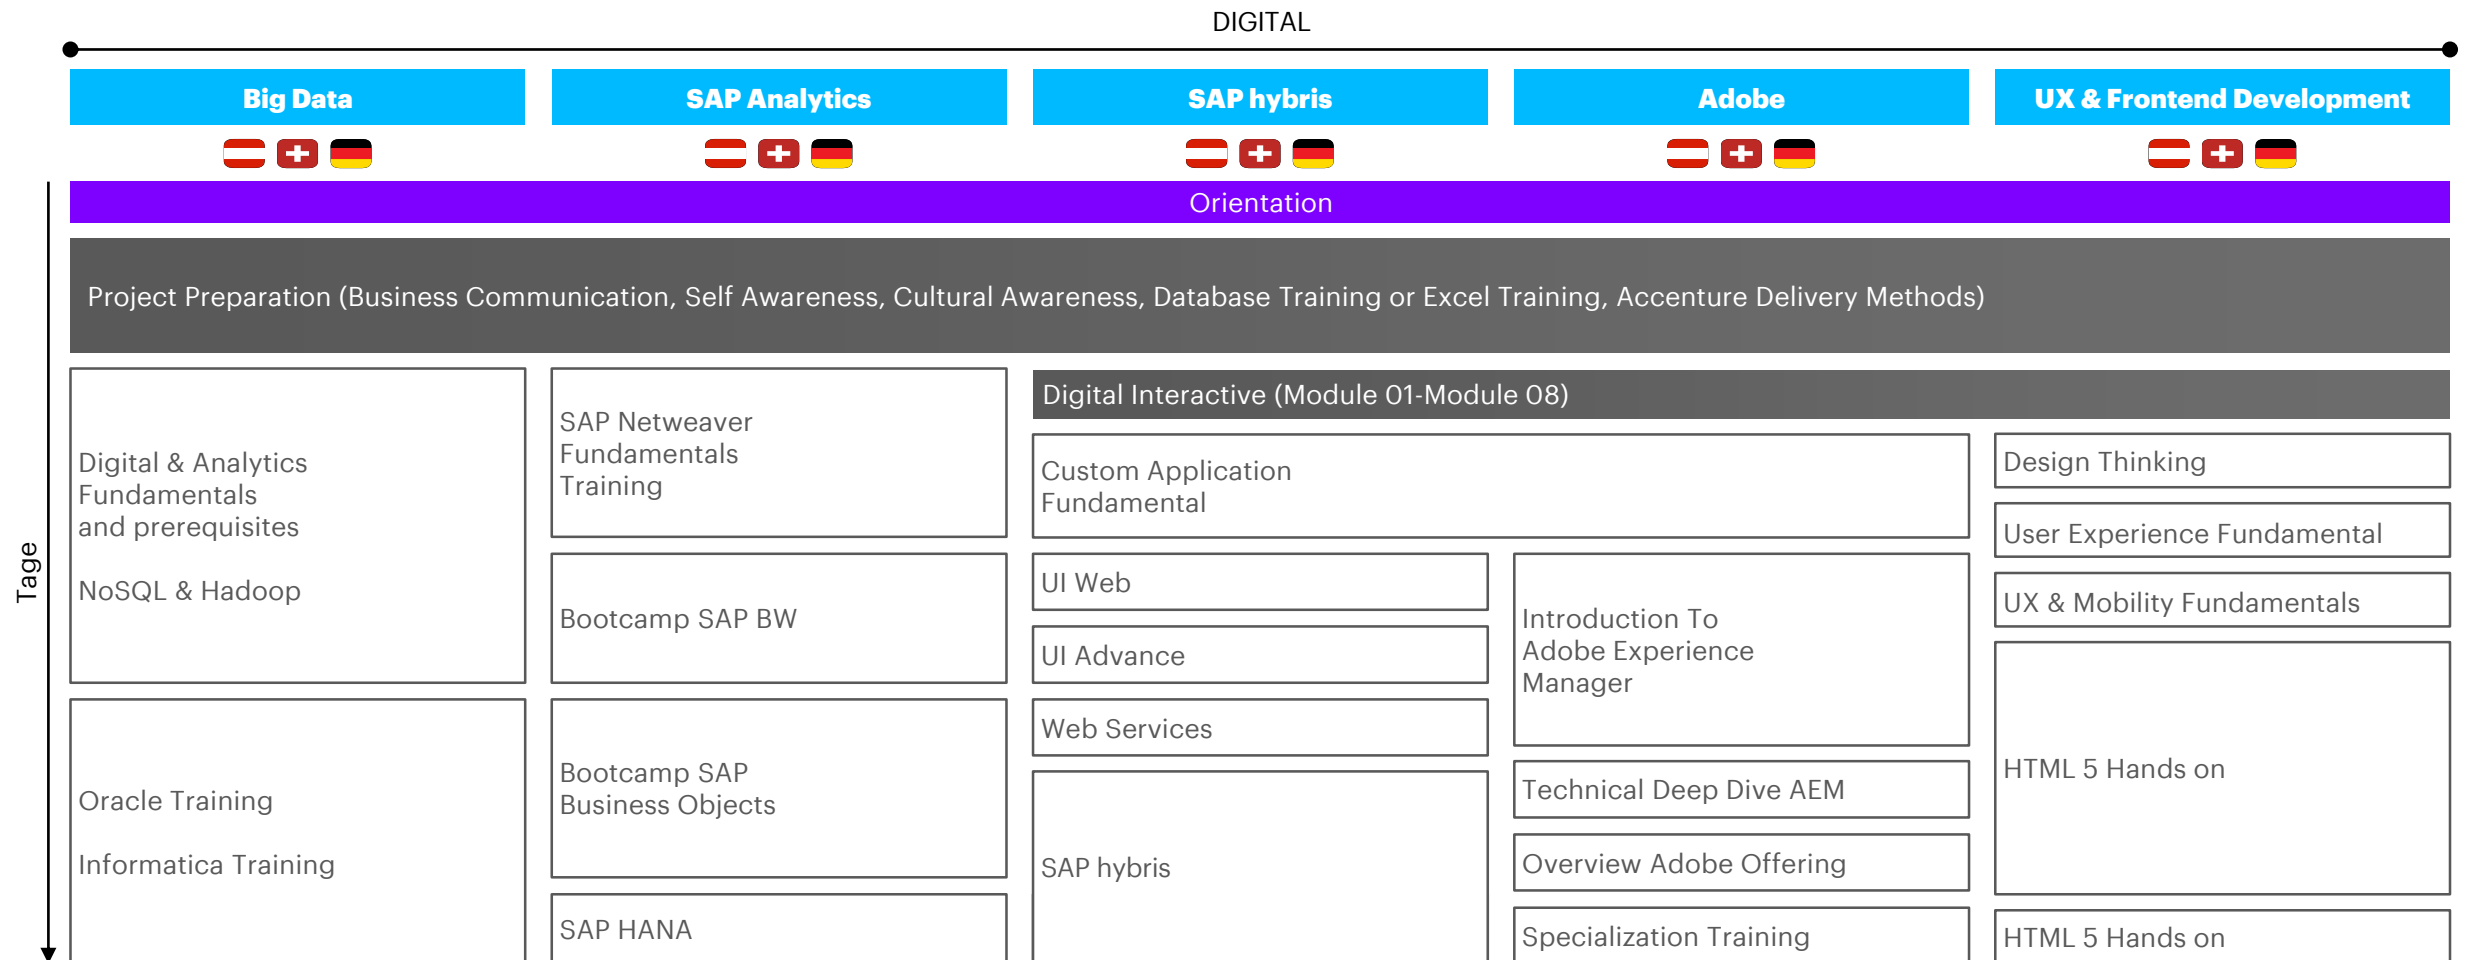 DIGITAL
Big Data
SAP Analytics
SAP hybris
Adobe
UX & Frontend Development
Orientation
Project Preparation (Business Communication, Self Awareness, Cultural Awareness, Database Training or Excel Training, Accenture Delivery Methods)
Tage
Digital & Analytics
Fundamentals
and prerequisites
NoSQL & Hadoop
Oracle Training
Informatica Training
SAP Netweaver
Fundamentals
Training
Bootcamp SAP BW
Bootcamp SAP
Business Objects
SAP HANA
Digital Interactive (Module 01-Module 08)
Custom Application
Fundamental
UI Web
UI Advance
Web Services
SAP hybris
Introduction To
Adobe Experience
Manager
Technical Deep Dive AEM
Overview Adobe Offering
Specialization Training
Design Thinking
User Experience Fundamental
UX & Mobility Fundamentals
HTML 5 Hands on
HTML 5 Hands on